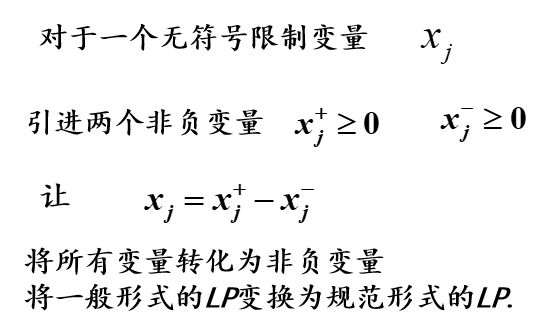 对于一个无符号限制变量 x_j
引进两个非负变量 x_j^+ ≥ 0 x_j^- ≥ 0
让 x_j = x_j^+ − x_j^-
将所有变量转化为非负变量
将一般形式的LP变换为规范形式的LP.